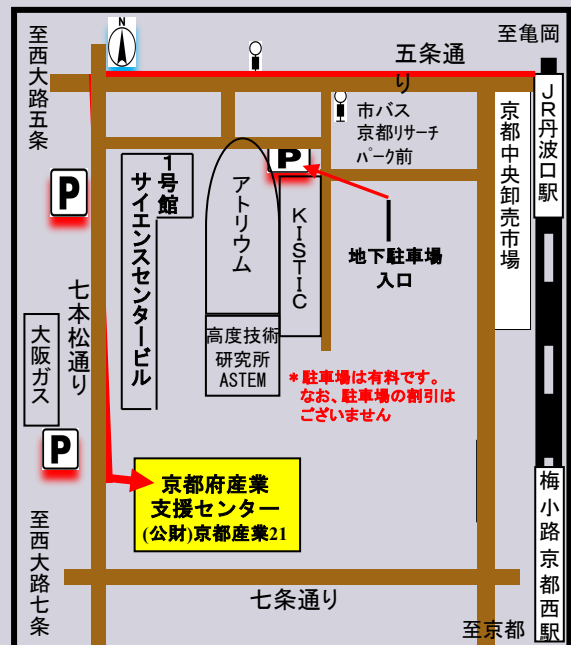 N
至亀岡
至西大路五条
五条通り
JR丹波口駅
京都中央卸売市場
市バス
京都リサーチ
パーク前
P
P
1号館
サイエンスセンタービル
アトリウム
KISTIC
地下駐車場
入口
七本松通り
大阪ガス
高度技術
研究所
ASTEM
*駐車場は有料です。
なお、駐車場の割引は
ございません
P
京都府産業
支援センター
(公財)京都産業21
梅小路京都西駅
至西大路七条
七条通り
至京都